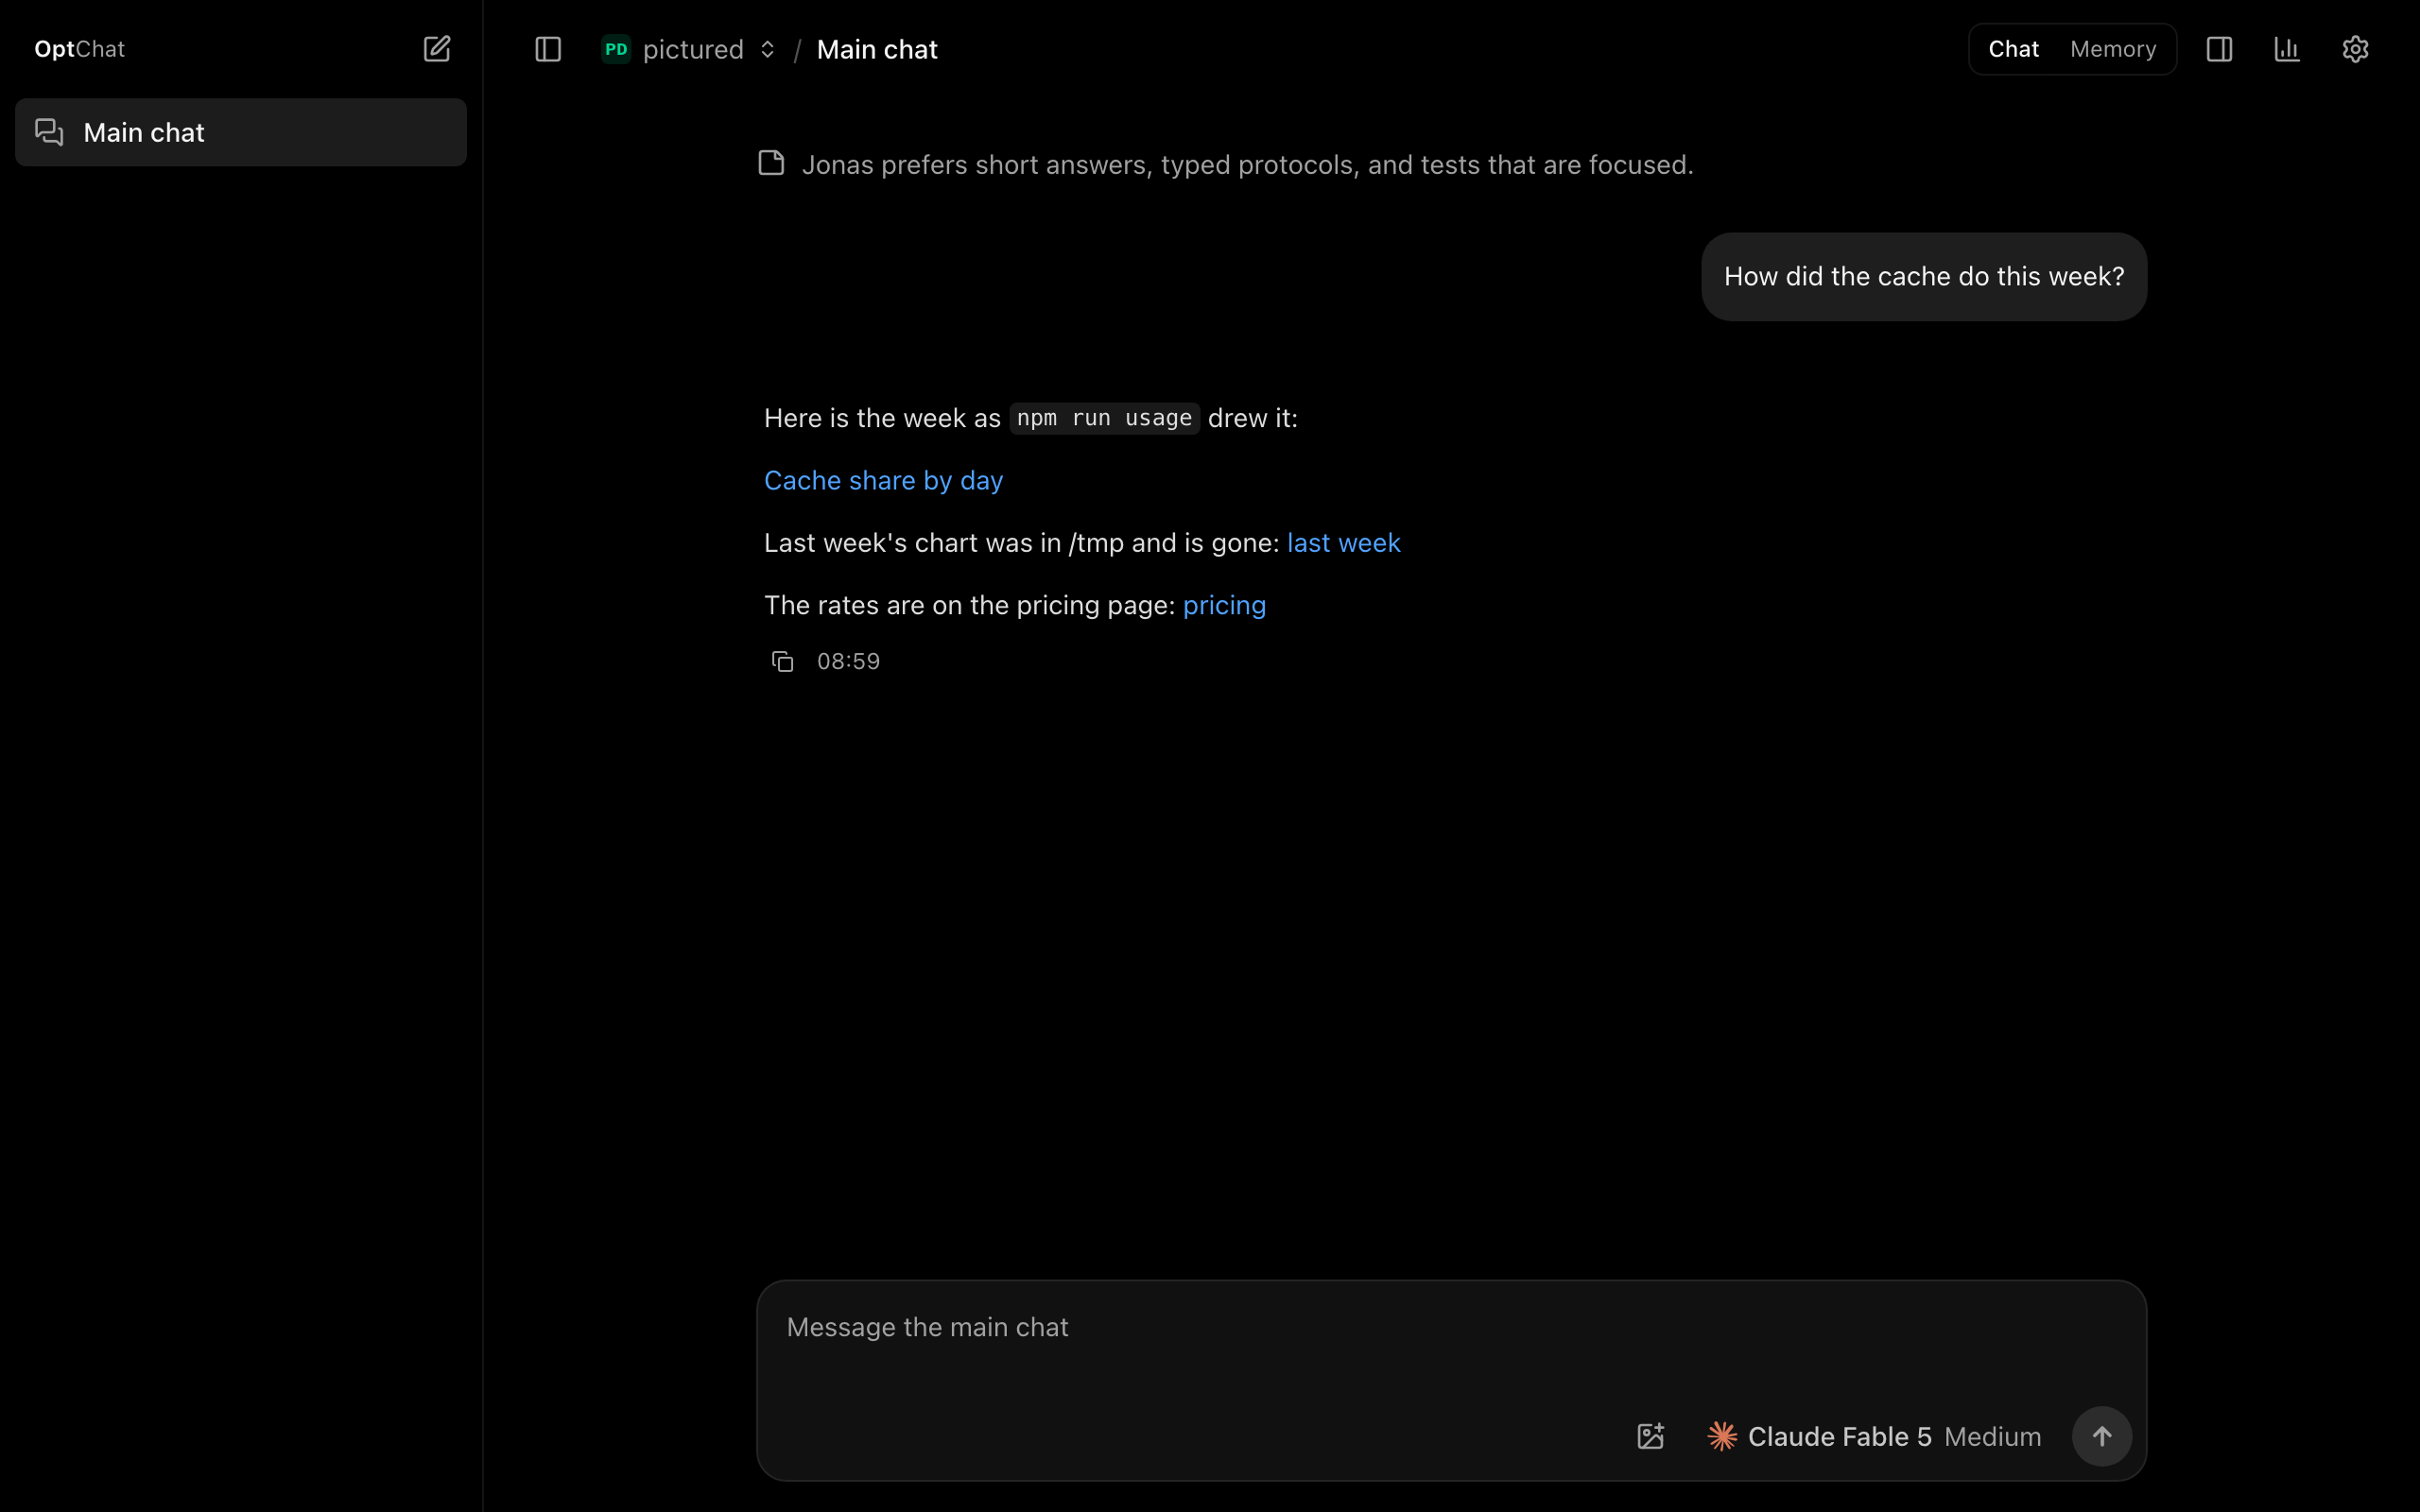 OptChat
PD pictured / Main chat
Chat Memory
Main chat
Jonas prefers short answers, typed protocols, and tests that are focused.
How did the cache do this week?
Here is the week as npm run usage drew it:
Cache share by day
Last week's chart was in /tmp and is gone: last week
The rates are on the pricing page: pricing
08:59
Message the main chat
Claude Fable 5 Medium